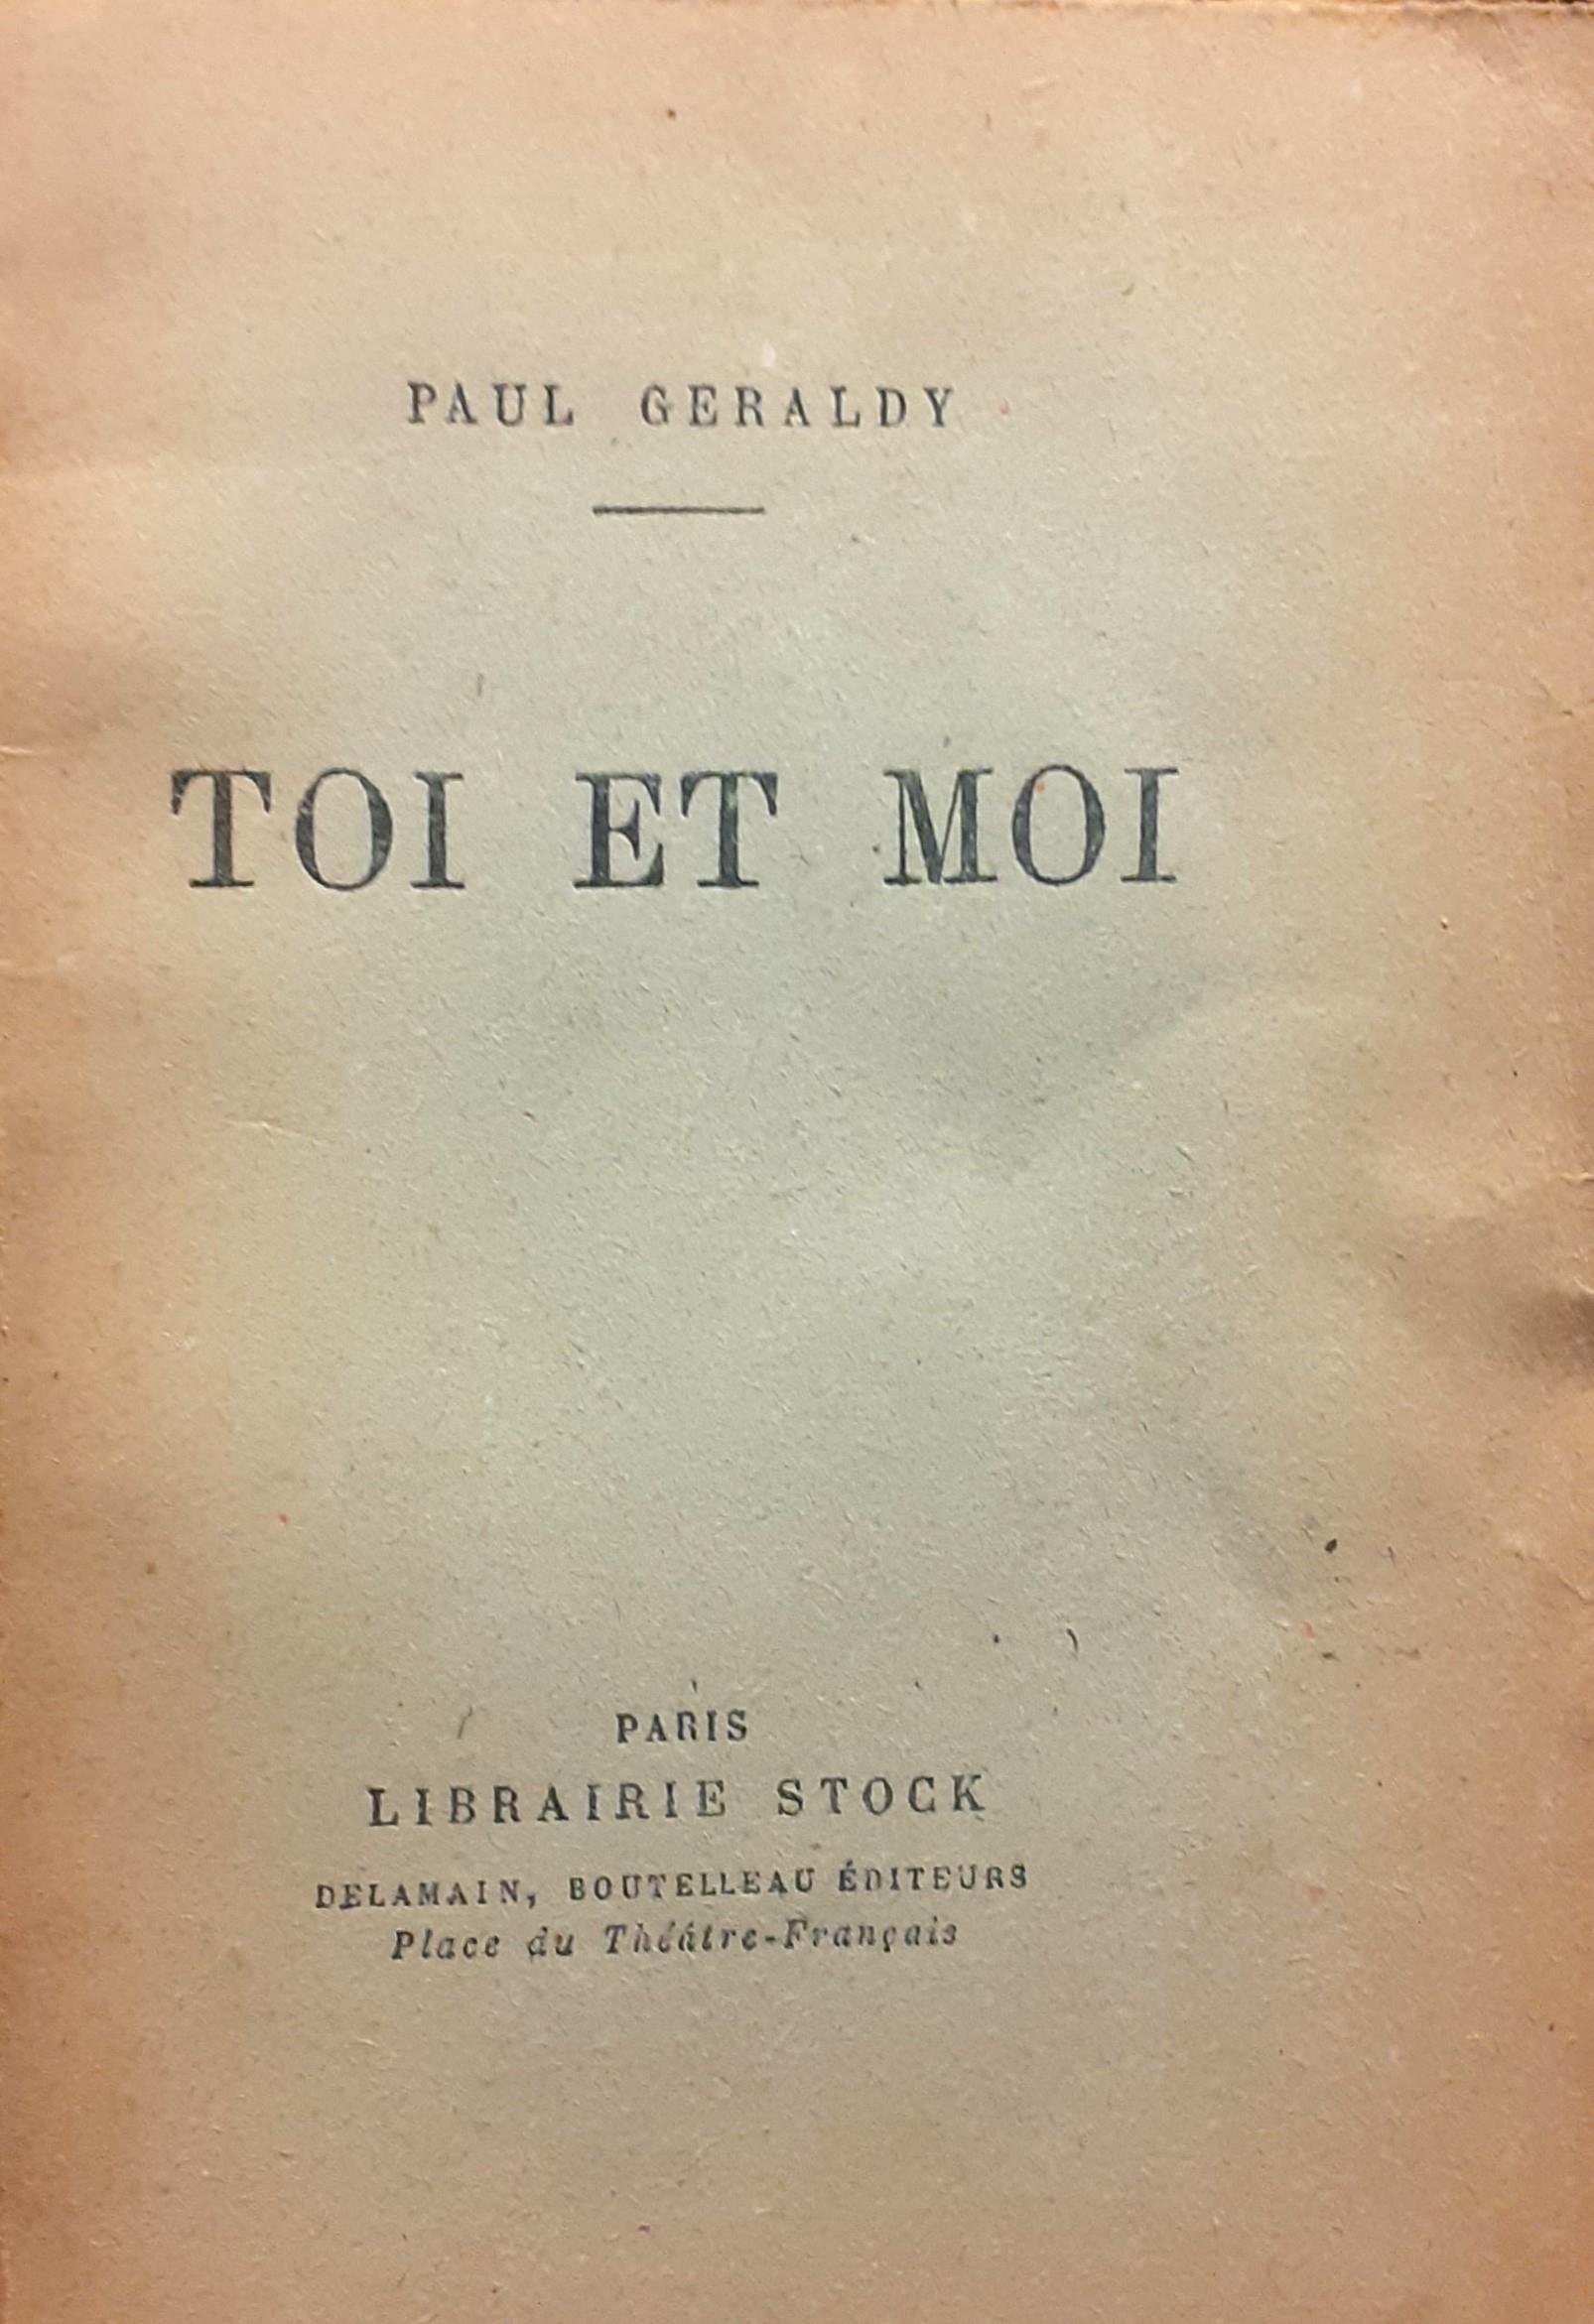 PAUL GERALDY
TOI ET MOI
PARIS
LIBRAIRIE STOCK
DELAMAIN, BOUTELLEAU ÉDITEURS
Place du Théâtre-Français